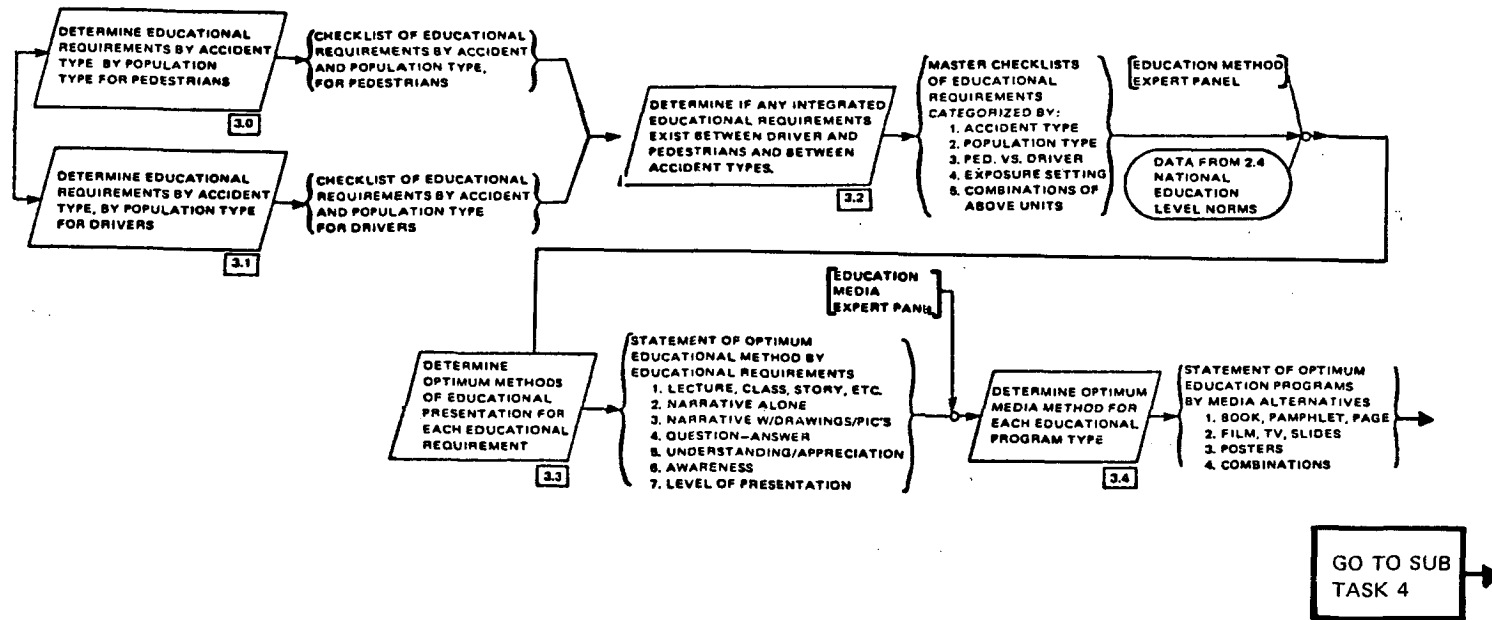 DETERMINE EDUCATIONAL
REQUIREMENTS BY ACCIDENT
TYPE BY POPULATION
TYPE FOR PEDESTRIANS
3.0
CHECKLIST OF EDUCATIONAL
REQUIREMENTS BY ACCIDENT
AND POPULATION TYPE,
FOR PEDESTRIANS
DETERMINE EDUCATIONAL
REQUIREMENTS BY ACCIDENT
TYPE, BY POPULATION TYPE
FOR DRIVERS
3.1
CHECKLIST OF EDUCATIONAL
REQUIREMENTS BY ACCIDENT
AND POPULATION TYPE
FOR DRIVERS
DETERMINE IF ANY INTEGRATED
EDUCATIONAL REQUIREMENTS
EXIST BETWEEN DRIVER AND
PEDESTRIANS AND BETWEEN
ACCIDENT TYPES.
3.2
MASTER CHECKLISTS
OF EDUCATIONAL
REQUIREMENTS
CATEGORIZED BY:
1. ACCIDENT TYPE
2. POPULATION TYPE
3. PED. VS. DRIVER
4. EXPOSURE SETTING
5. COMBINATIONS OF
ABOVE UNITS
EDUCATION METHOD
EXPERT PANEL
DATA FROM 2.4
NATIONAL
EDUCATION
LEVEL NORMS
DETERMINE
OPTIMUM METHODS
OF EDUCATIONAL
PRESENTATION FOR
EACH EDUCATIONAL
REQUIREMENT
3.3
STATEMENT OF OPTIMUM
EDUCATIONAL METHOD BY
EDUCATIONAL REQUIREMENTS
1. LECTURE, CLASS, STORY, ETC.
2. NARRATIVE ALONE
3. NARRATIVE W/DRAWINGS/PIC'S
4. QUESTION-ANSWER
5. UNDERSTANDING/APPRECIATION
6. AWARENESS
7. LEVEL OF PRESENTATION
EDUCATION
MEDIA
EXPERT PANEL
DETERMINE OPTIMUM
MEDIA METHOD FOR
EACH EDUCATIONAL
PROGRAM TYPE
3.4
STATEMENT OF OPTIMUM
EDUCATION PROGRAMS
BY MEDIA ALTERNATIVES
1. BOOK, PAMPHLET, PAGE
2. FILM, TV, SLIDES
3. POSTERS
4. COMBINATIONS
GO TO SUB
TASK 4